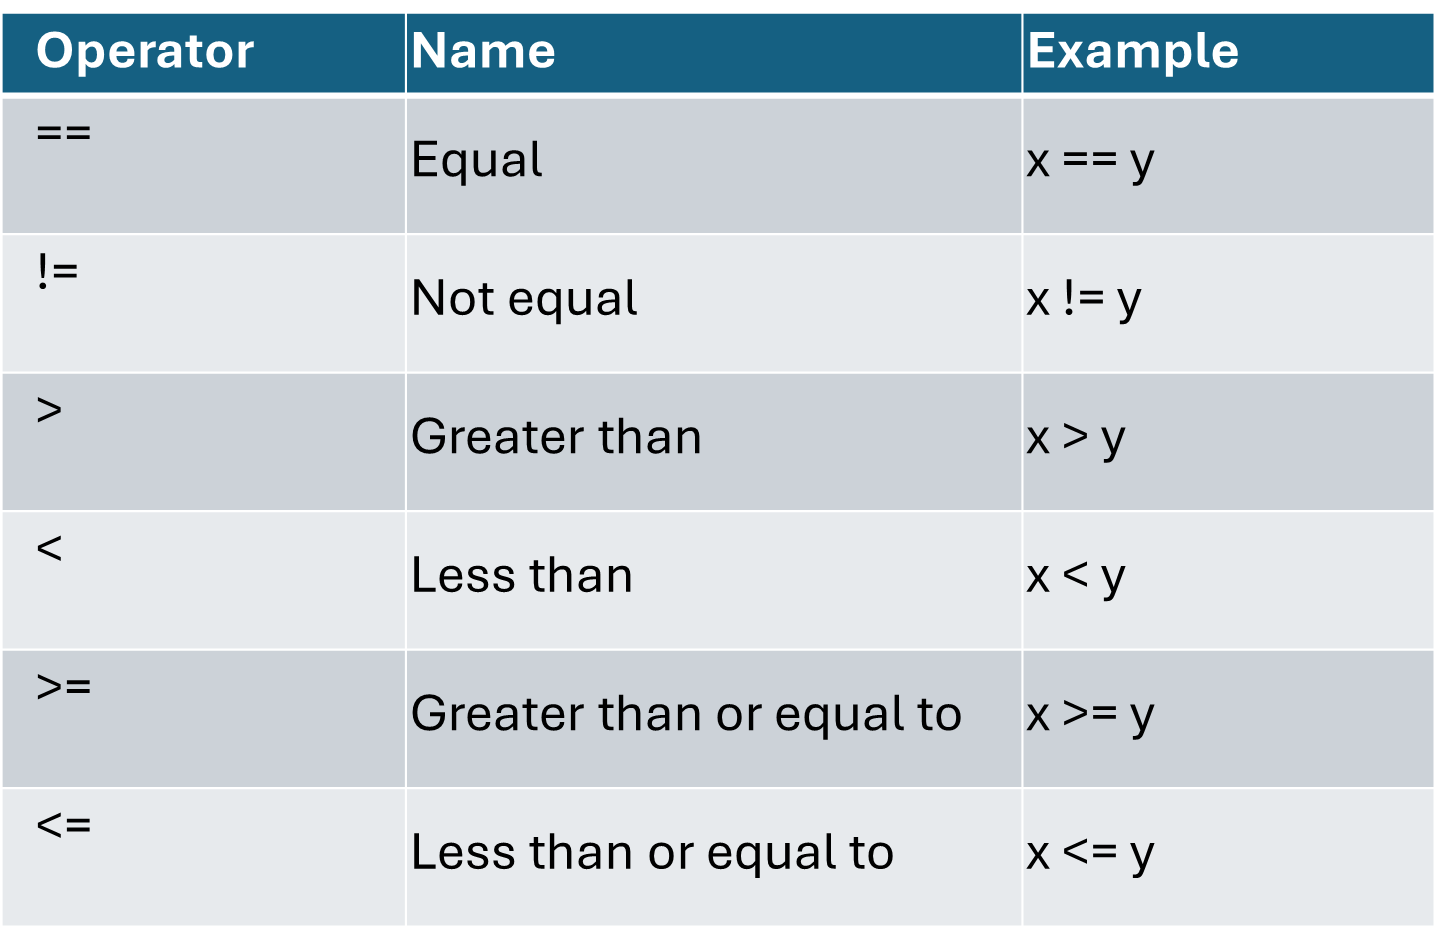 Operator Name Example
== Equal x == y
!= Not equal x != y
> Greater than x > y
< Less than x < y
>= Greater than or equal to x >= y
<= Less than or equal to x <= y